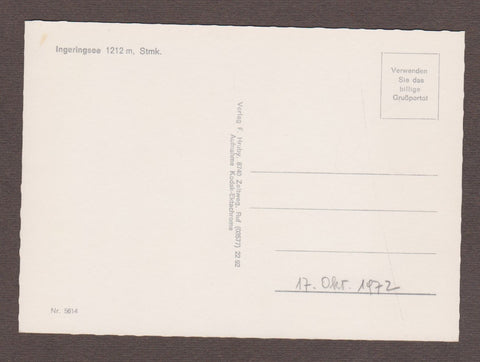 Ingeringsee 1212 m, Stmk.
Verwenden
Sie das
billige
Grußporto!
Verlag F. Hruby, 8740 Zeltweg, Ruf (03577) 22 92
Aufnahme Kodak-Ektachrome
17. Okt. 1972
Nr. 5614